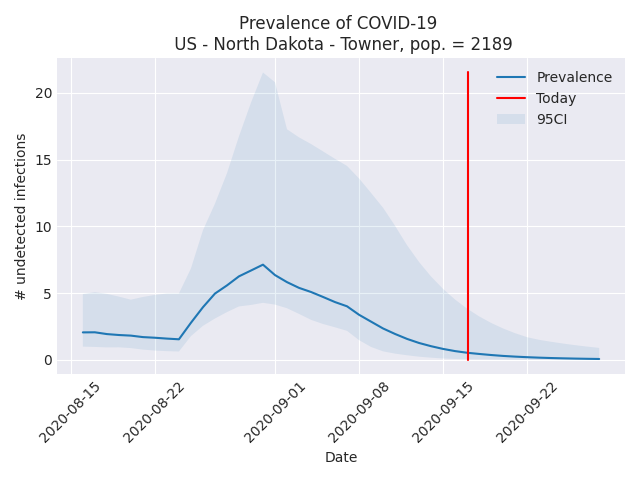 Prevalence of COVID-19
US - North Dakota - Towner, pop. = 2189
Prevalence
Today
95CI
# undetected infections
20
15
10
5
0
2020-08-15
2020-08-22
2020-09-01
2020-09-08
2020-09-15
2020-09-22
Date